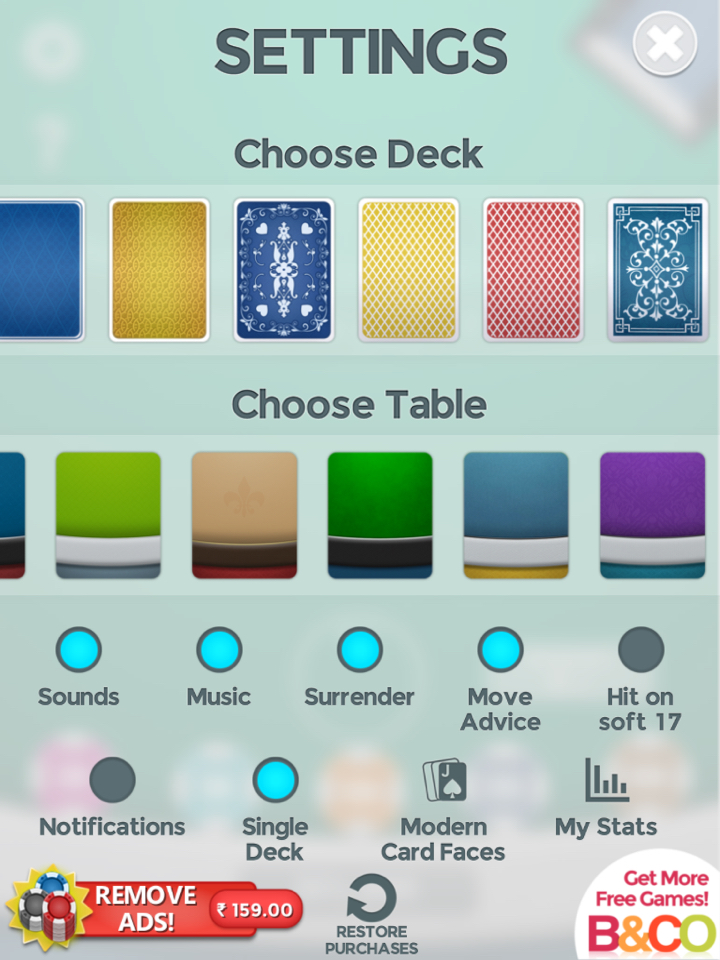 SETTINGS
Choose Deck
Choose Table
Sounds
Music
Surrender
Move
Advice
Hit on
soft 17
Notifications
Single
Deck
J
Modern
Card Faces
My Stats
REMOVE
ADS!
₹ 159.00
RESTORE
PURCHASES
Get More
Free Games!
B&CO